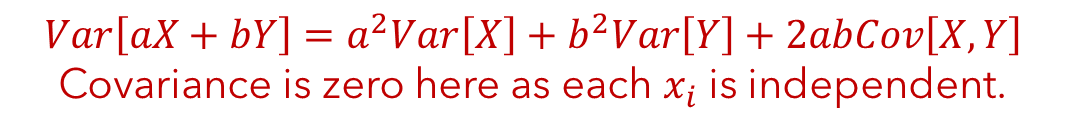 Var[aX + bY] = a²Var[X] + b²Var[Y] + 2abCov[X, Y]
Covariance is zero here as each xᵢ is independent.